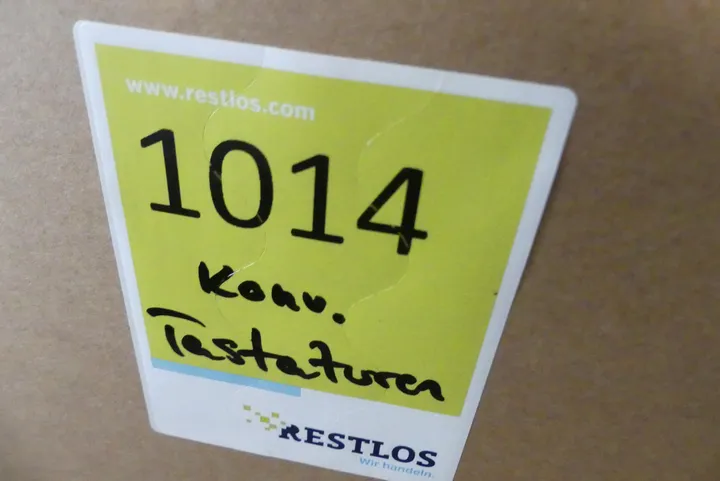 www.restlos.com
1014
Konv.
Tastaturen
RESTLOS
Wir handeln.